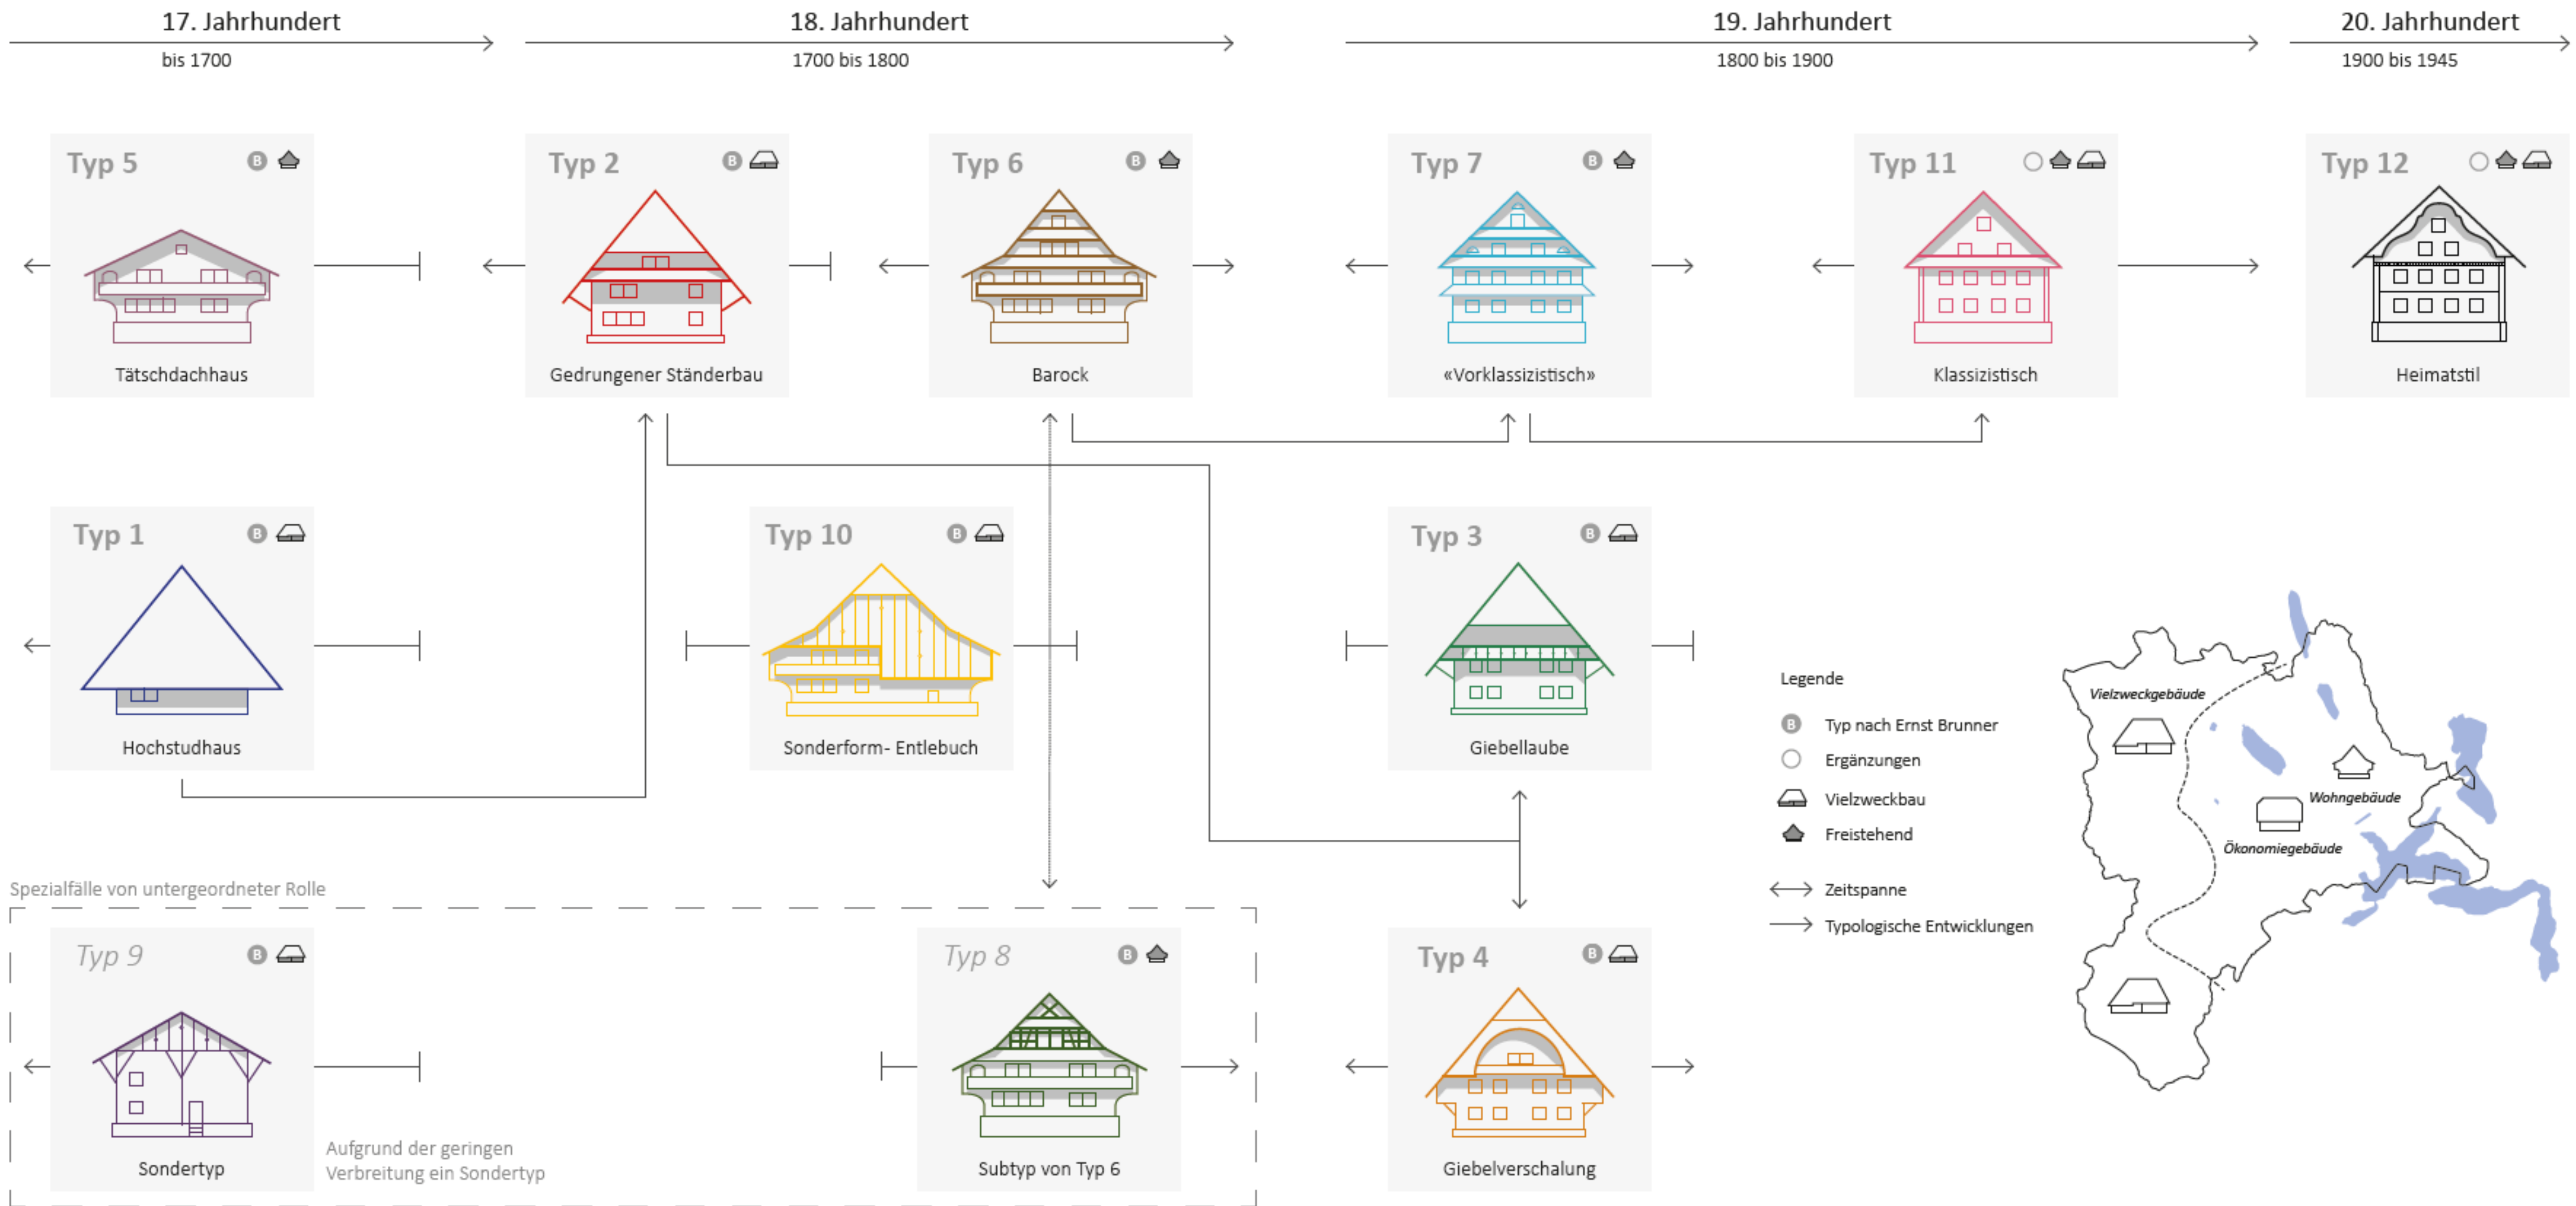 17. Jahrhundert
bis 1700
18. Jahrhundert
1700 bis 1800
19. Jahrhundert
1800 bis 1900
20. Jahrhundert
1900 bis 1945
Typ 5
B
Tätschdachhaus
Typ 2
B
Gedrungener Ständerbau
Typ 6
B
Barock
Typ 7
B
«Vorklassizistisch»
Typ 11
Klassizistisch
Typ 12
Heimatstil
Typ 1
B
Hochstudhaus
Typ 10
B
Sonderform- Entlebuch
Typ 3
B
Giebellaube
Legende
B Typ nach Ernst Brunner
Ergänzungen
Vielzweckbau
Freistehend
Zeitspanne
Typologische Entwicklungen
Vielzweckgebäude
Wohngebäude
Ökonomiegebäude
Spezialfälle von untergeordneter Rolle
Typ 9
B
Sondertyp
Aufgrund der geringen
Verbreitung ein Sondertyp
Typ 8
B
Subtyp von Typ 6
Typ 4
B
Giebelverschalung